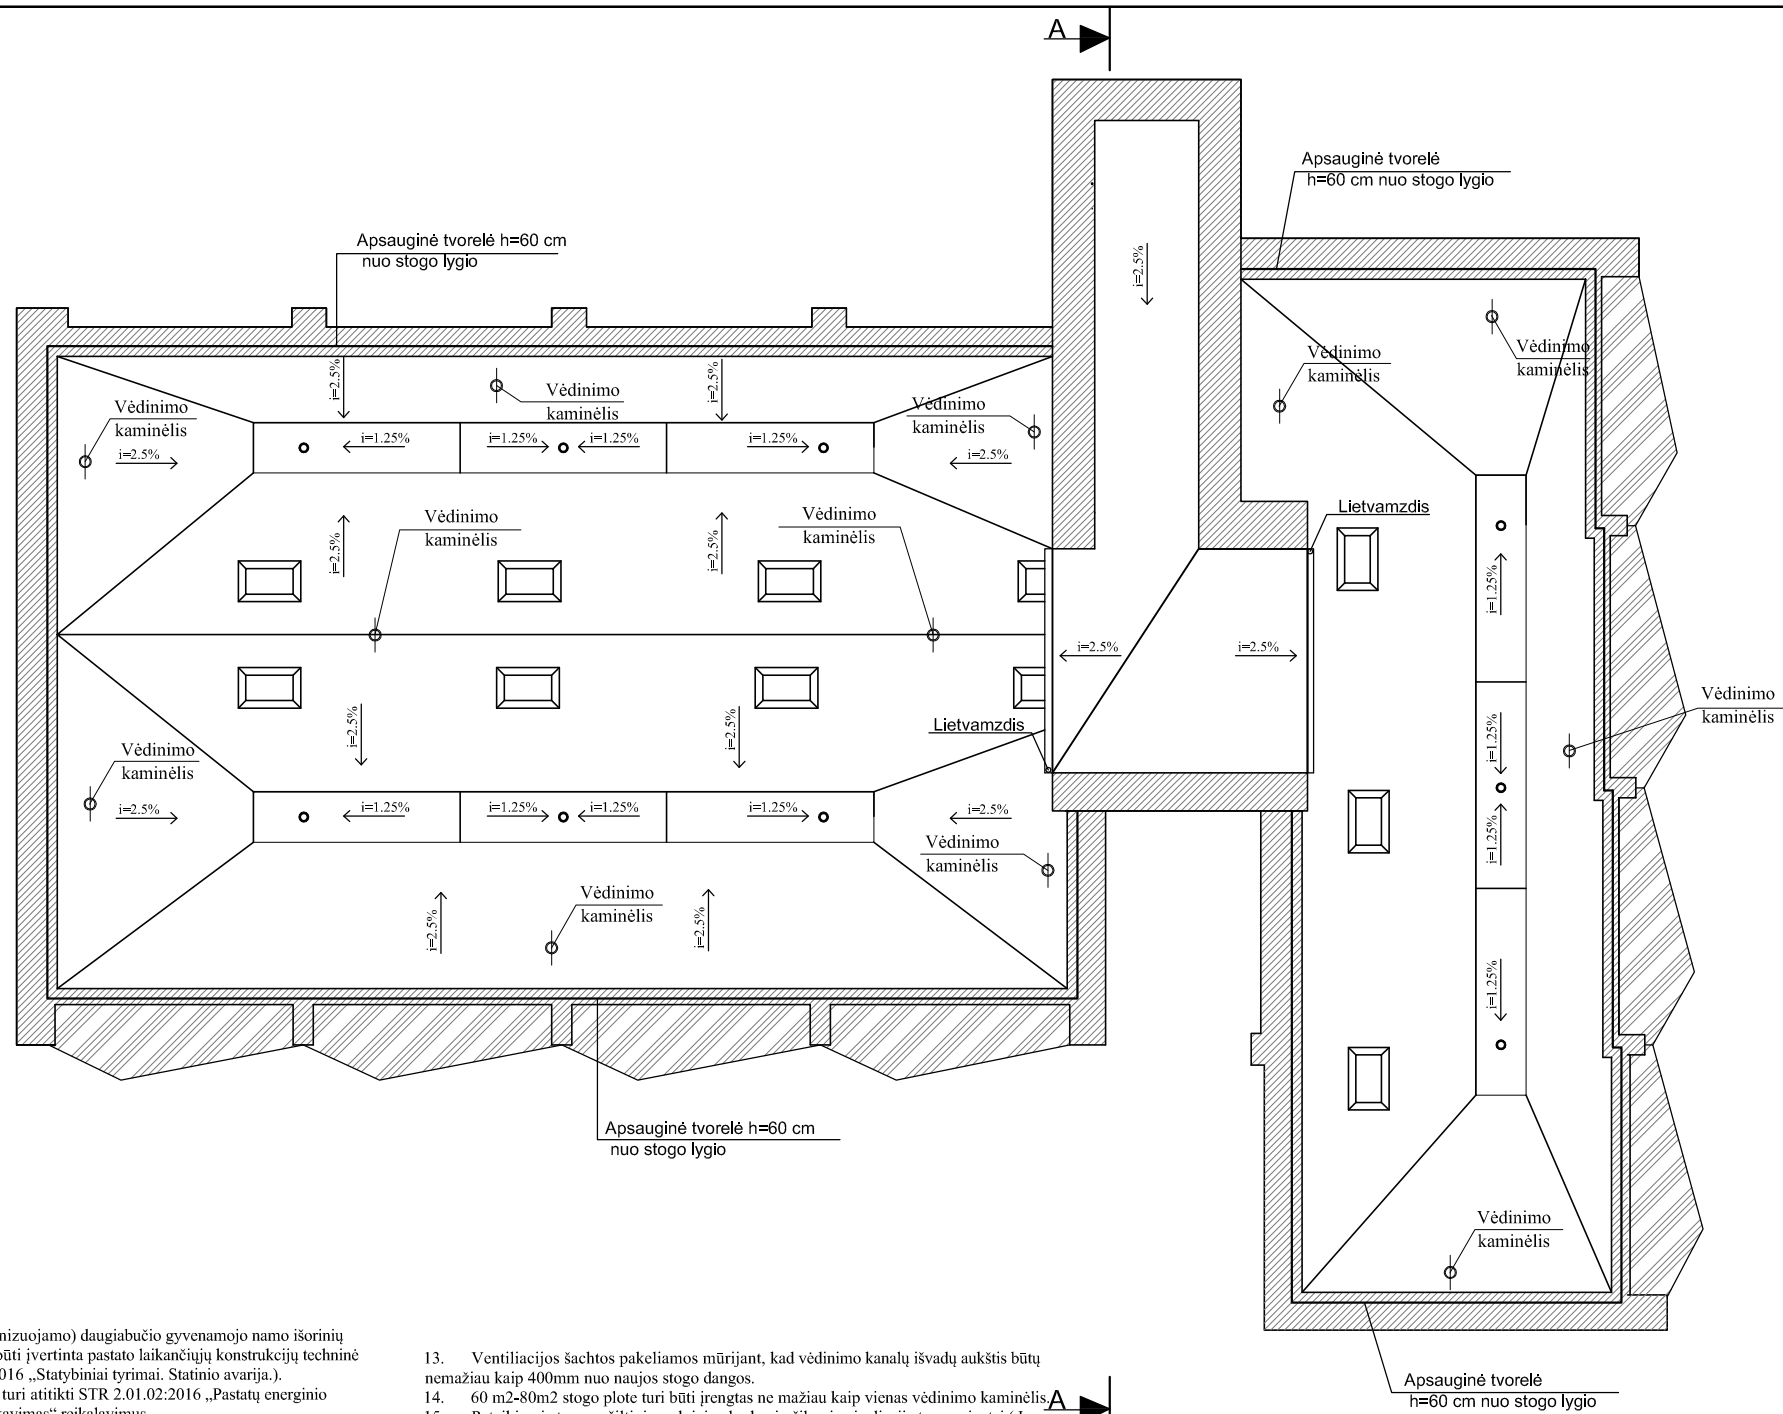 A
Apsauginė tvorelė
h=60 cm nuo stogo lygio
Apsauginė tvorelė h=60 cm
nuo stogo lygio
i=2.5%
i=2.5%
i=2.5%
Vėdinimo
kaminėlis
Vėdinimo
kaminėlis
Vėdinimo
kaminėlis
Vėdinimo
kaminėlis
Vėdinimo
kaminėlis
i=1.25%
i=1.25%
i=1.25%
i=1.25%
i=2.5%
i=2.5%
Vėdinimo
kaminėlis
Vėdinimo
kaminėlis
Lietvamzdis
i=2.5%
i=2.5%
i=1.25%
i=2.5%
i=2.5%
Vėdinimo
kaminėlis
Lietvamzdis
i=2.5%
i=2.5%
i=1.25%
Vėdinimo
kaminėlis
i=2.5%
i=1.25%
i=1.25%
i=1.25%
i=1.25%
i=2.5%
i=1.25%
Vėdinimo
kaminėlis
Vėdinimo
kaminėlis
i=2.5%
i=2.5%
i=1.25%
Apsauginė tvorelė h=60 cm
nuo stogo lygio
Vėdinimo
kaminėlis
nizuojamo) daugiabučio gyvenamojo namo išorinių
būti įvertinta pastato laikančiųjų konstrukcijų techninė
016 „Statybiniai tyrimai. Statinio avarija.).
turi atitikti STR 2.01.02:2016 „Pastatų energinio
13. Ventiliacijos šachtos pakeliamos mūrijant, kad vėdinimo kanalų išvadų aukštis būtų
nemažiau kaip 400mm nuo naujos stogo dangos.
14. 60 m2-80m2 stogo plote turi būti įrengtas ne mažiau kaip vienas vėdinimo kaminėlis.
A
Apsauginė tvorelė
h=60 cm nuo stogo lygio